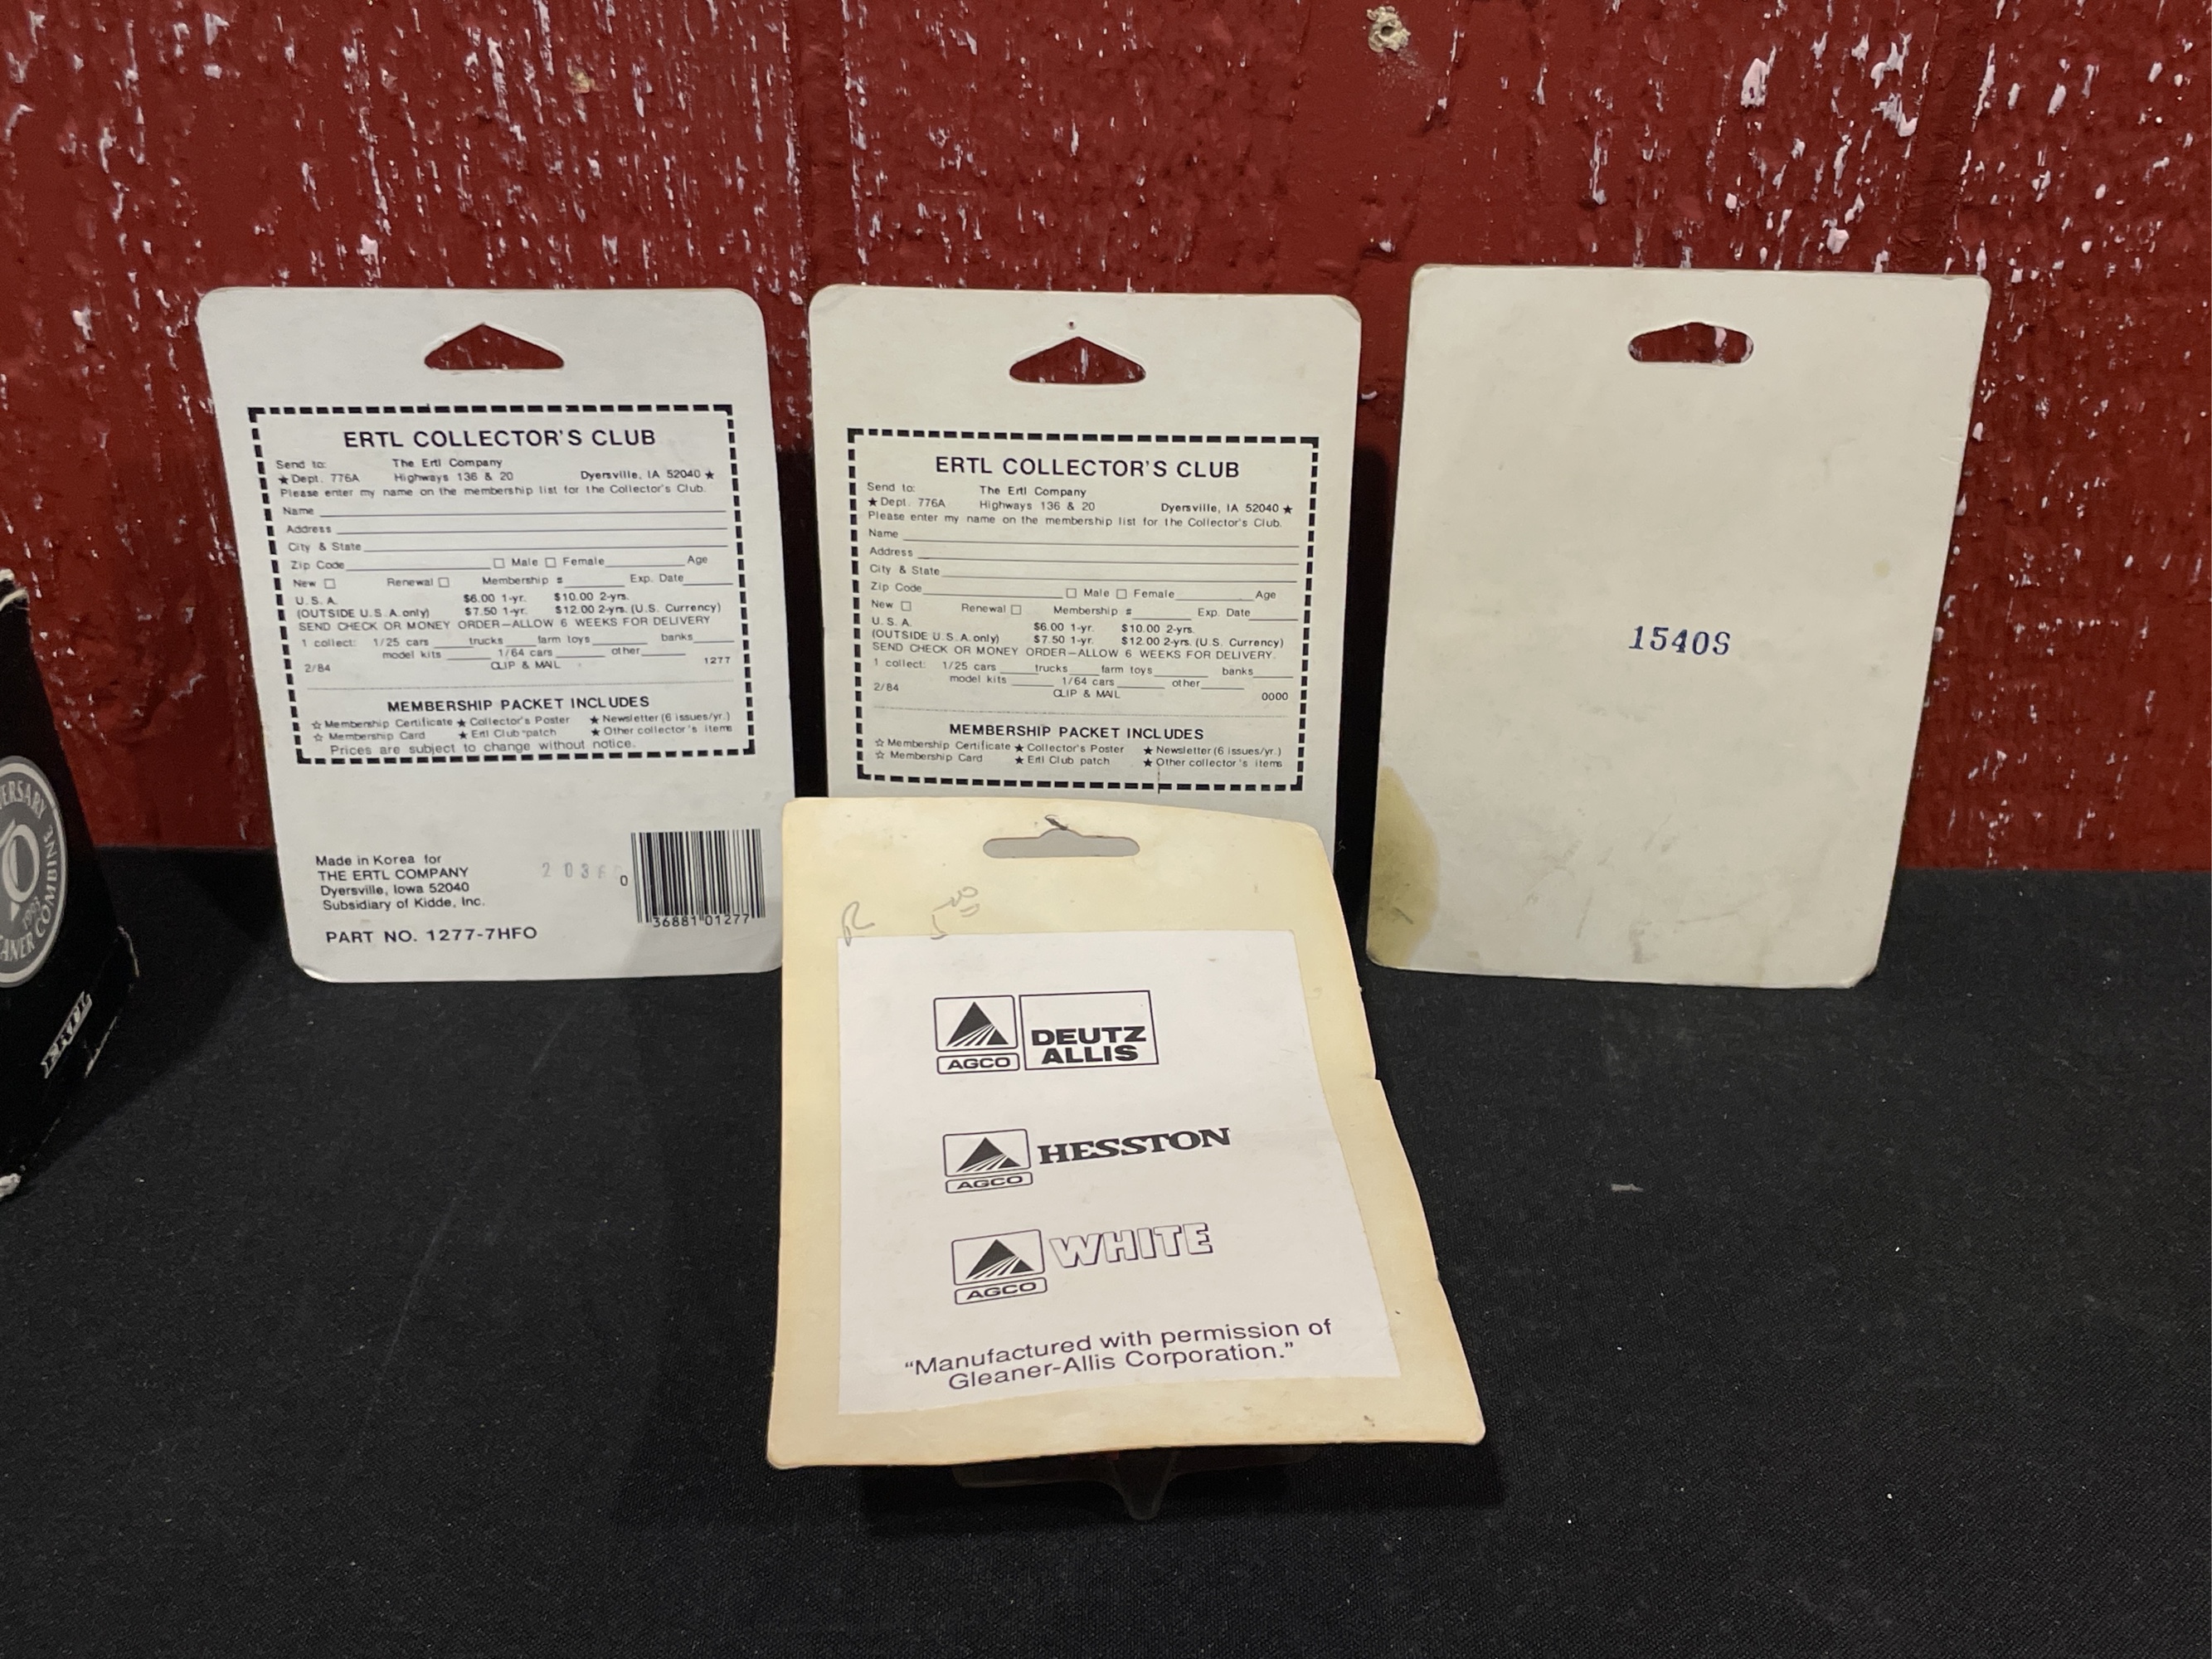 ERTL COLLECTOR'S CLUB
Send to: The Ertl Company
★ Dept. 776A Highways 136 & 20 Dyersville, IA 52040 ★
Please enter my name on the membership list for the Collector's Club.
Name
Address
City & State
Zip Code □ Male □ Female Age
New □ Renewal □ Membership # Exp. Date
U. S. A. $6.00 1-yr. $10.00 2-yrs.
(OUTSIDE U.S.A. only) $7.50 1-yr. $12.00 2-yrs. (U.S. Currency)
SEND CHECK OR MONEY ORDER—ALLOW 6 WEEKS FOR DELIVERY
1 collect: 1/25 cars trucks farm toys banks
model kits 1/64 cars other
2/84 CLIP & MAIL 1277
MEMBERSHIP PACKET INCLUDES
☆ Membership Certificate ★ Collector's Poster ★ Newsletter (6 issues/yr.)
☆ Membership Card ★ Ertl Club patch ★ Other collector's items
Prices are subject to change without notice.
Made in Korea for
THE ERTL COMPANY
Dyersville, Iowa 52040
Subsidiary of Kidde, Inc.
PART NO. 1277-7HFO
0 36881 01277
ERTL COLLECTOR'S CLUB
Send to: The Ertl Company
★ Dept. 776A Highways 136 & 20 Dyersville, IA 52040 ★
Please enter my name on the membership list for the Collector's Club.
Name
Address
City & State
Zip Code □ Male □ Female Age
New □ Renewal □ Membership # Exp. Date
U. S. A. $6.00 1-yr. $10.00 2-yrs.
(OUTSIDE U.S.A. only) $7.50 1-yr. $12.00 2-yrs. (U.S. Currency)
SEND CHECK OR MONEY ORDER—ALLOW 6 WEEKS FOR DELIVERY.
1 collect: 1/25 cars trucks farm toys banks
model kits 1/64 cars other
2/84 CLIP & MAIL 0000
MEMBERSHIP PACKET INCLUDES
☆ Membership Certificate ★ Collector's Poster ★ Newsletter (6 issues/yr.)
☆ Membership Card ★ Ertl Club patch ★ Other collector's items
1540S
R 5.00
AGCO DEUTZ
ALLIS
AGCO HESSTON
AGCO WHITE
"Manufactured with permission of
Gleaner-Allis Corporation."
1993
ERTL